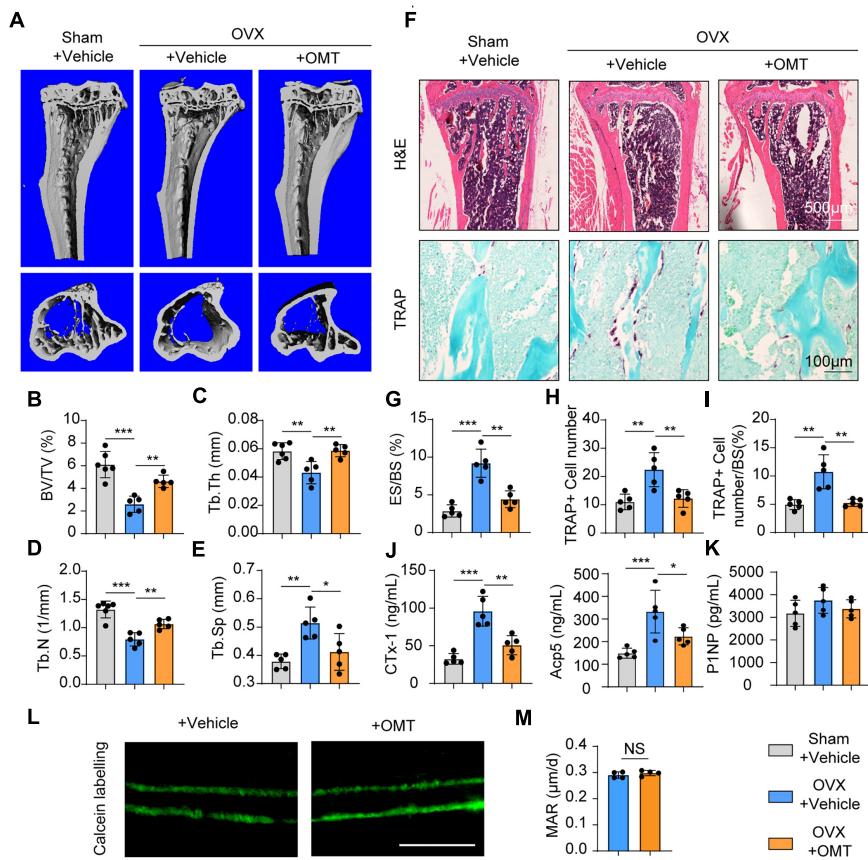 A
Sham
+Vehicle
OVX
+Vehicle
+OMT
F
Sham
+Vehicle
OVX
+Vehicle
+OMT
H&E
500μm
TRAP
100μm
B
BV/TV (%)
10
8
6
4
2
0
***
**
C
Tb.Th (mm)
0.08
0.06
0.04
0.02
0.00
**
**
G
ES/BS (%)
15
10
5
0
***
**
H
TRAP+ Cell number
40
30
20
10
0
**
**
I
TRAP+ Cell
number/BS(%)
20
15
10
5
0
**
**
D
Tb.N (1/mm)
2.0
1.5
1.0
0.5
0.0
***
**
E
Tb.Sp (mm)
0.7
0.6
0.5
0.4
0.3
**
*
J
CTx-1 (ng/mL)
150
100
50
0
***
**
Acp5 (ng/mL)
600
500
400
300
200
100
0
***
*
K
P1NP (pg/mL)
5000
4000
3000
2000
1000
0
L
+Vehicle
+OMT
Calcein labelling
M
MAR (μm/d)
0.4
0.3
0.2
0.1
0.0
NS
Sham
+Vehicle
OVX
+Vehicle
OVX
+OMT